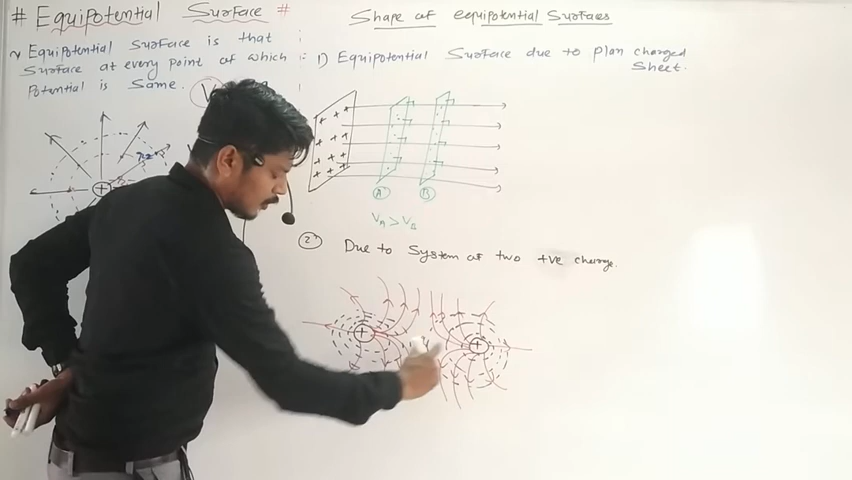 # Equipotential Surface #
~ Equipotential Surface is that
Surface at every point of which
Potential is Same.
V
+
Shape of equipotential Surfaces
1) Equipotential Surface due to plan charged
Sheet.
+ + +
+ + +
+ + +
+ + +
A
B
VA > VB
2) Due to System of two +ve charge.
+ +